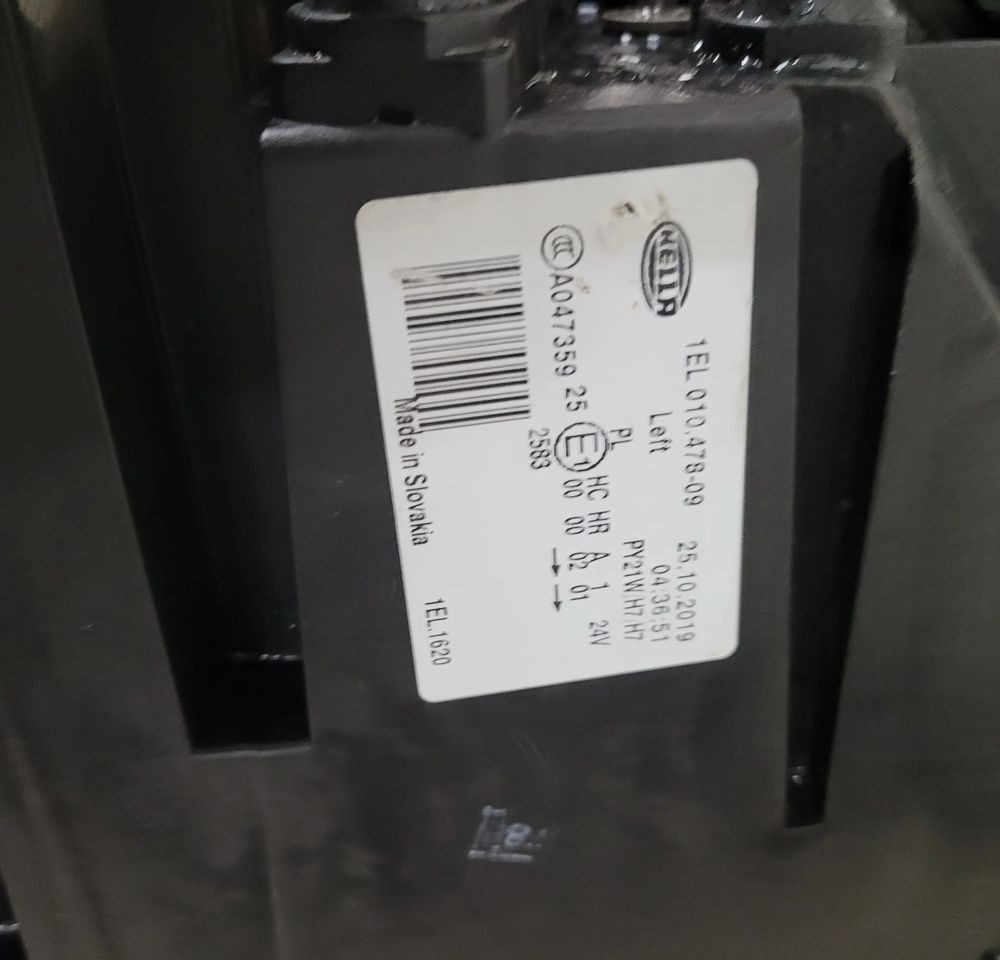 HELLA
1EL 010.478-09
25.10.2019
Left
04:36:51
PL
PY21W/H7/H7
HC HR A 1
24V
CCC A047359 25 E1 00 00 02 01
2583
→ →
Made in Slovakia
1EL.1620